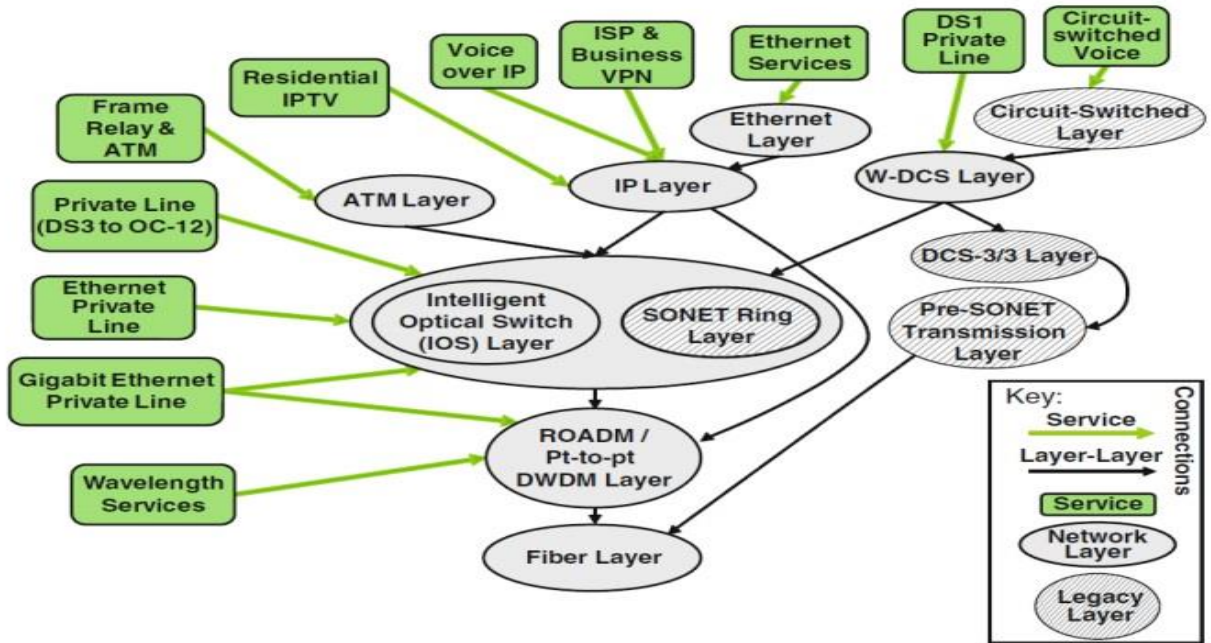 Frame
Relay &
ATM
Residential
IPTV
Voice
over IP
ISP &
Business
VPN
Ethernet
Services
DS1
Private
Line
Circuit-
switched
Voice
Ethernet
Layer
Circuit-Switched
Layer
ATM Layer
IP Layer
W-DCS Layer
Private Line
(DS3 to OC-12)
DCS-3/3 Layer
Ethernet
Private
Line
Intelligent
Optical Switch
(IOS) Layer
SONET Ring
Layer
Pre-SONET
Transmission
Layer
Gigabit Ethernet
Private Line
ROADM /
Pt-to-pt
DWDM Layer
Wavelength
Services
Fiber Layer
Key:
Service
Layer-Layer
Connections
Service
Network
Layer
Legacy
Layer